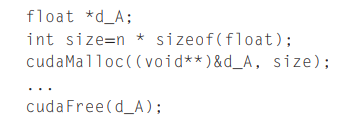 float *d_A;
int size=n * sizeof(float);
cudaMalloc((void**)&d_A, size);
...
cudaFree(d_A);